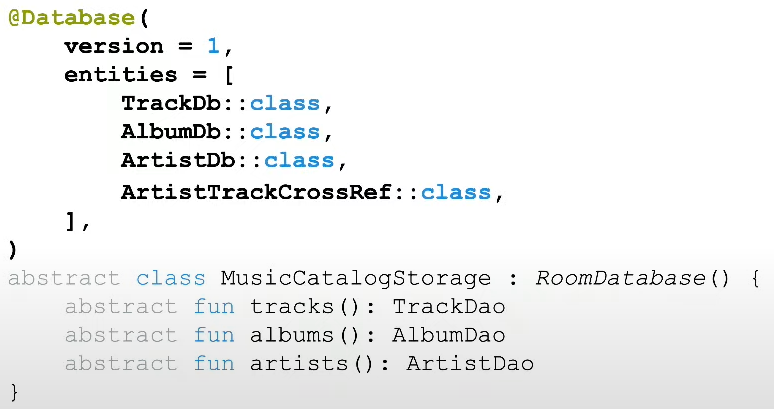 @Database(
    version = 1,
    entities = [
        TrackDb::class,
        AlbumDb::class,
        ArtistDb::class,
        ArtistTrackCrossRef::class,
    ],
)
abstract class MusicCatalogStorage : RoomDatabase() {
    abstract fun tracks(): TrackDao
    abstract fun albums(): AlbumDao
    abstract fun artists(): ArtistDao
}